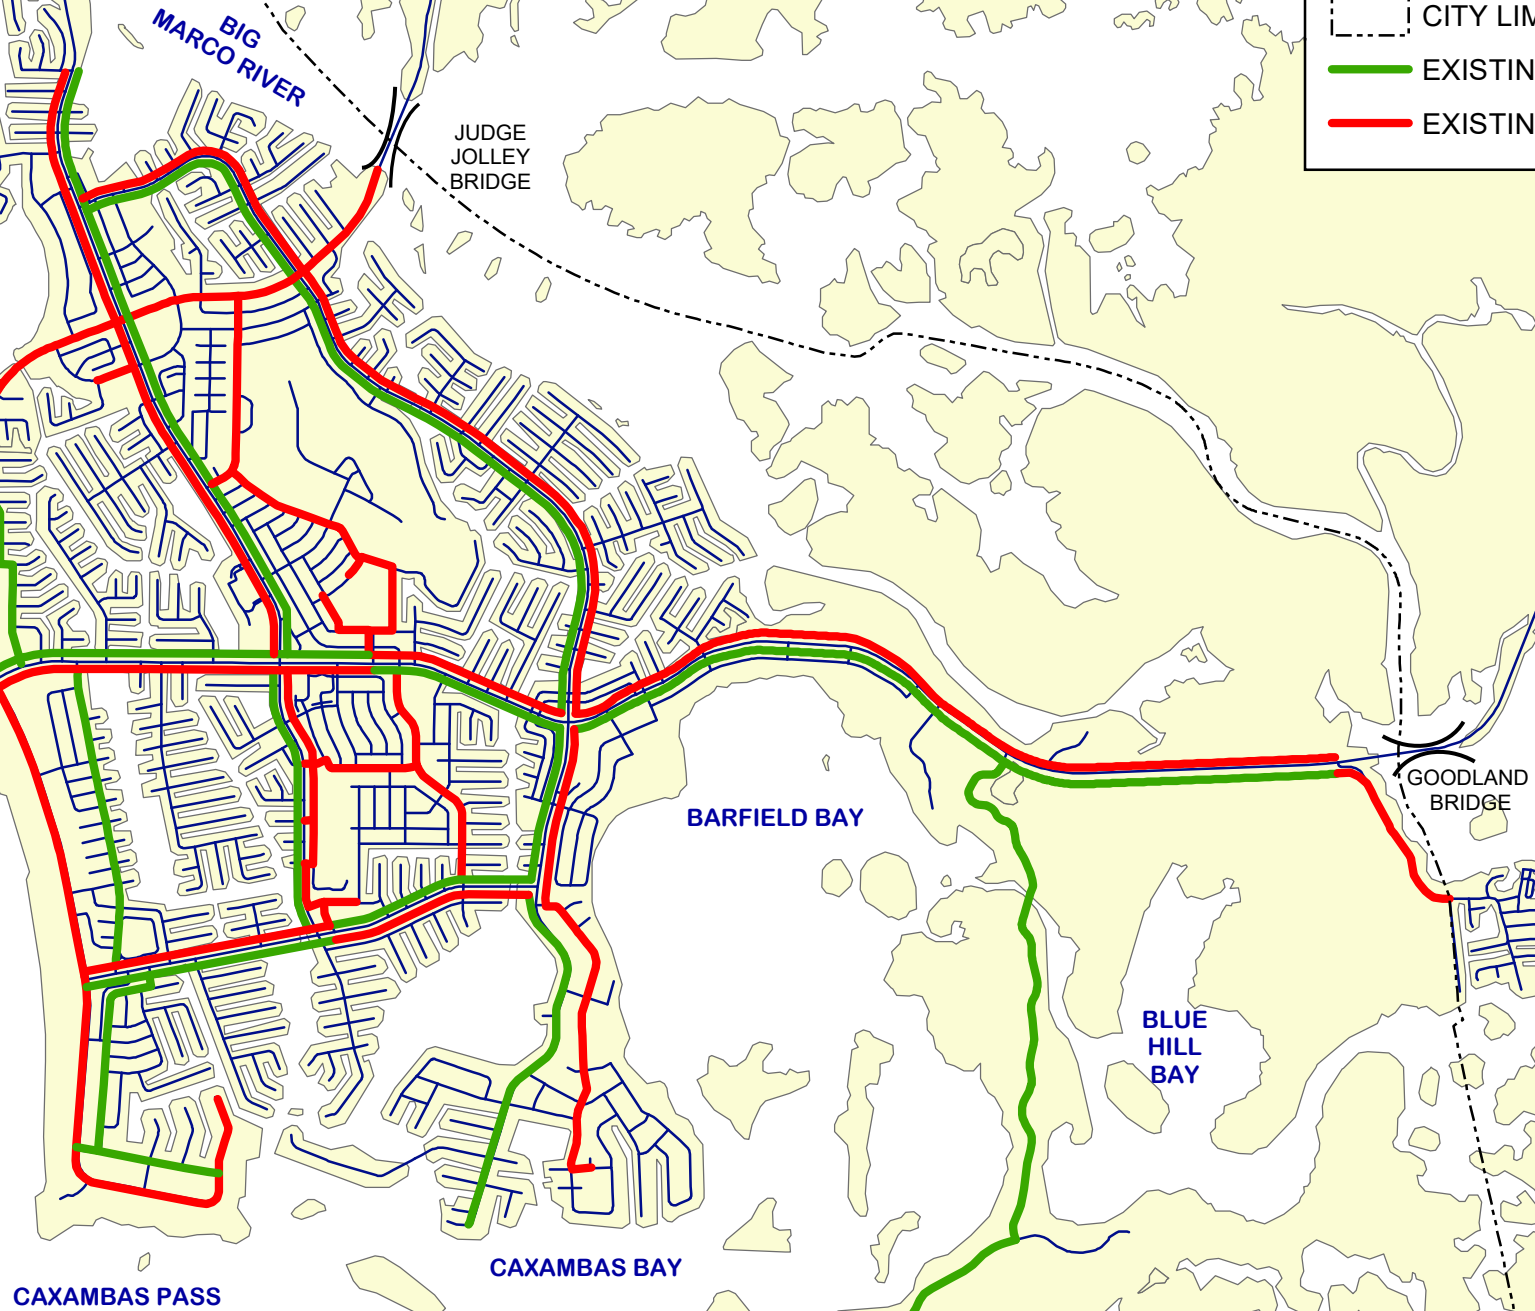 BIG
MARCO RIVER
CITY LIM
EXISTIN
EXISTIN
JUDGE
JOLLEY
BRIDGE
GOODLAND
BRIDGE
BARFIELD BAY
BLUE
HILL
BAY
CAXAMBAS BAY
CAXAMBAS PASS